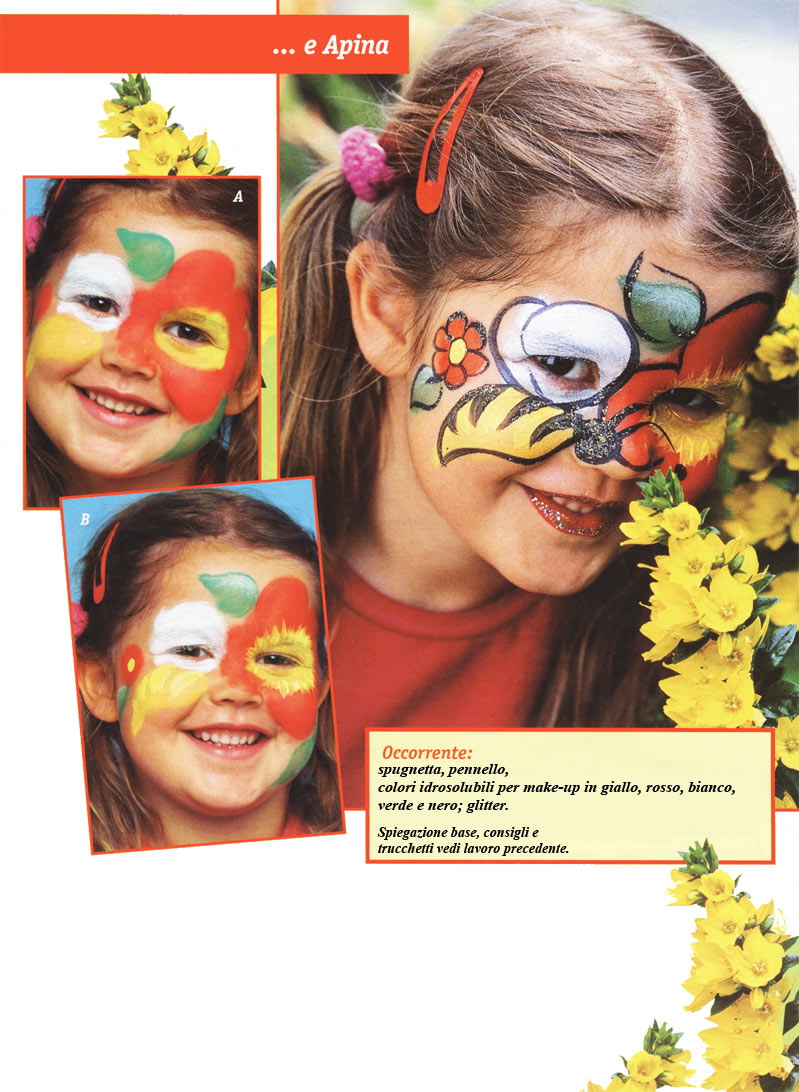 ... e Apina
A
B
Occorrente:
spugnetta, pennello,
colori idrosolubili per make-up in giallo, rosso, bianco,
verde e nero; glitter.
Spiegazione base, consigli e
trucchetti vedi lavoro precedente.